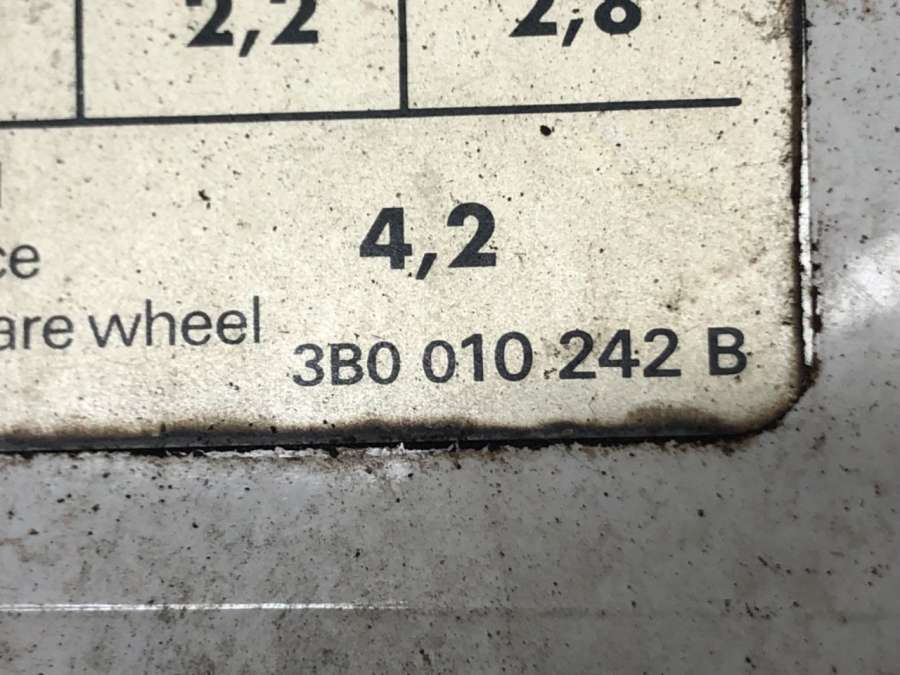 2,2 2,8
4,2
ce
are wheel
3B0 010 242 B